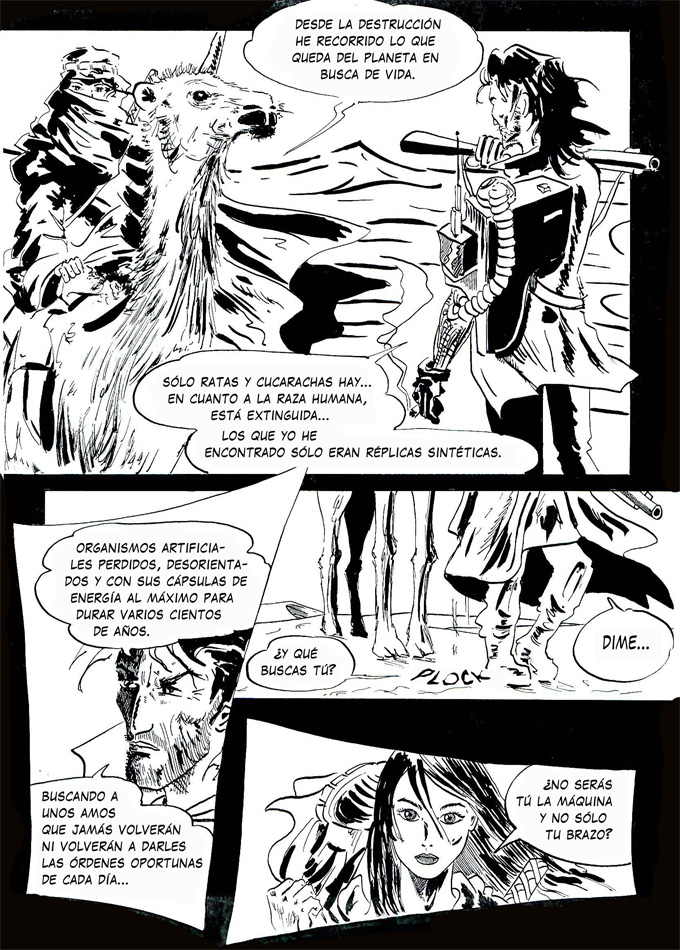 DESDE LA DESTRUCCIÓN
HE RECORRIDO LO QUE
QUEDA DEL PLANETA EN
BUSCA DE VIDA.
SÓLO RATAS Y CUCARACHAS HAY...
EN CUANTO A LA RAZA HUMANA,
ESTÁ EXTINGUIDA...
LOS QUE YO HE
ENCONTRADO SÓLO ERAN RÉPLICAS SINTÉTICAS.
ORGANISMOS ARTIFICIA-
LES PERDIDOS, DESORIENTA-
DOS Y CON SUS CÁPSULAS DE
ENERGÍA AL MÁXIMO PARA
DURAR VARIOS CIENTOS
DE AÑOS.
BUSCANDO A
UNOS AMOS
QUE JAMÁS VOLVERÁN
NI VOLVERÁN A DARLES
LAS ÓRDENES OPORTUNAS
DE CADA DÍA...
¿Y QUÉ
BUSCAS TÚ?
PLOCK
DIME...
¿NO SERÁS
TÚ LA MÁQUINA
Y NO SÓLO
TU BRAZO?